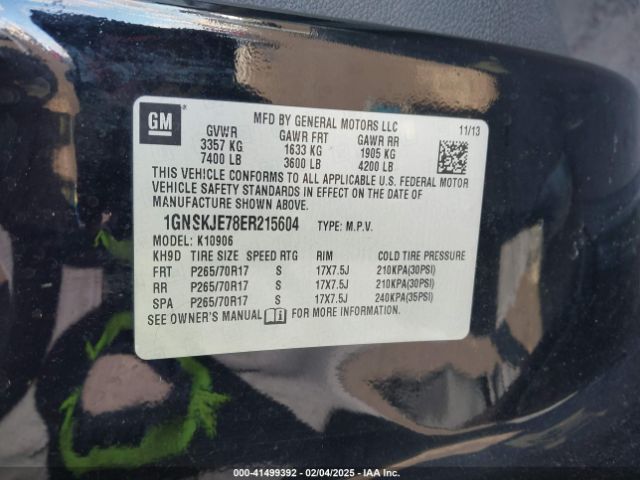 GM
MFD BY GENERAL MOTORS LLC
11/13
GVWR GAWR FRT GAWR RR
3357 KG 1633 KG 1905 KG
7400 LB 3600 LB 4200 LB
THIS VEHICLE CONFORMS TO ALL APPLICABLE U.S. FEDERAL MOTOR
VEHICLE SAFETY STANDARDS IN EFFECT ON THE DATE OF
MANUFACTURE SHOWN ABOVE.
1GNSKJE78ER215604 TYPE: M.P.V.
MODEL: K10906
KH9D TIRE SIZE SPEED RTG RIM COLD TIRE PRESSURE
FRT P265/70R17 S 17X7.5J 210KPA(30PSI)
RR P265/70R17 S 17X7.5J 210KPA(30PSI)
SPA P265/70R17 S 17X7.5J 240KPA(35PSI)
SEE OWNER'S MANUAL FOR MORE INFORMATION.
000-41499392 - 02/04/2025 - IAA Inc.